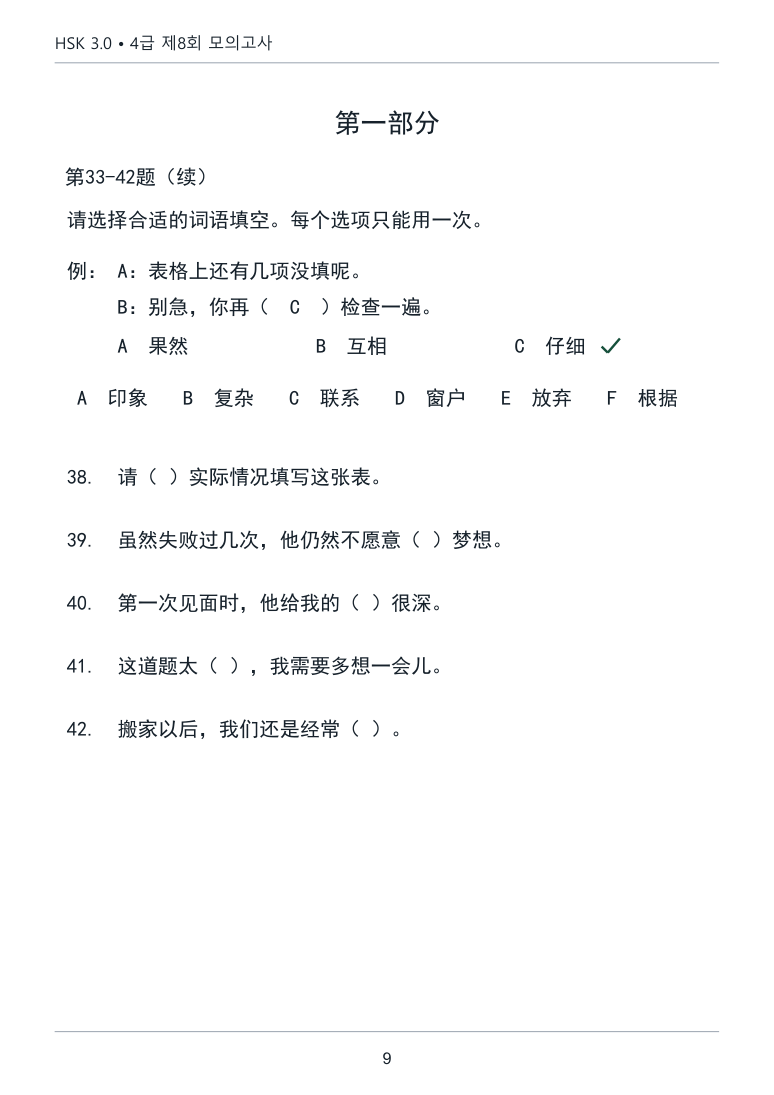 HSK 3.0 • 4급 제8회 모의고사
第一部分
第33-42题（续）
请选择合适的词语填空。每个选项只能用一次。
例： A：表格上还有几项没填呢。
B：别急，你再（ C ）检查一遍。
A 果然 B 互相 C 仔细 ✓
A 印象 B 复杂 C 联系 D 窗户 E 放弃 F 根据
38. 请（ ）实际情况填写这张表。
39. 虽然失败过几次，他仍然不愿意（ ）梦想。
40. 第一次见面时，他给我的（ ）很深。
41. 这道题太（ ），我需要多想一会儿。
42. 搬家以后，我们还是经常（ ）。
9